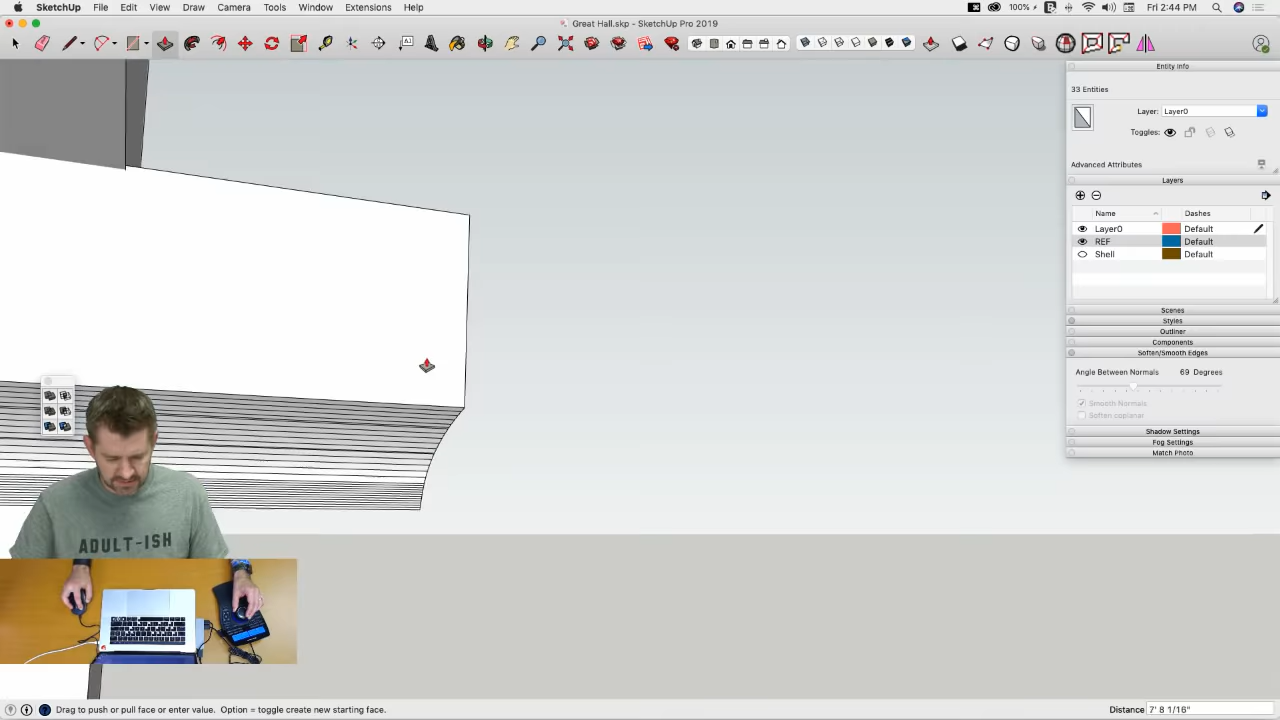 SketchUp File Edit View Draw Camera Tools Window Extensions Help 100% Fri 2:44 PM
Great Hall.skp - SketchUp Pro 2019
Entity Info
33 Entities
Layer: Layer0
Toggles:
Advanced Attributes
Layers
Name Dashes
Layer0 Default
REF Default
Shell Default
Scenes
Styles
Outliner
Components
Soften/Smooth Edges
Angle Between Normals 69 Degrees
Smooth Normals
Soften coplanar
Shadow Settings
Fog Settings
Match Photo
ADULT-ISH
Drag to push or pull face or enter value. Option = toggle create new starting face. Distance 7' 8 1/16"